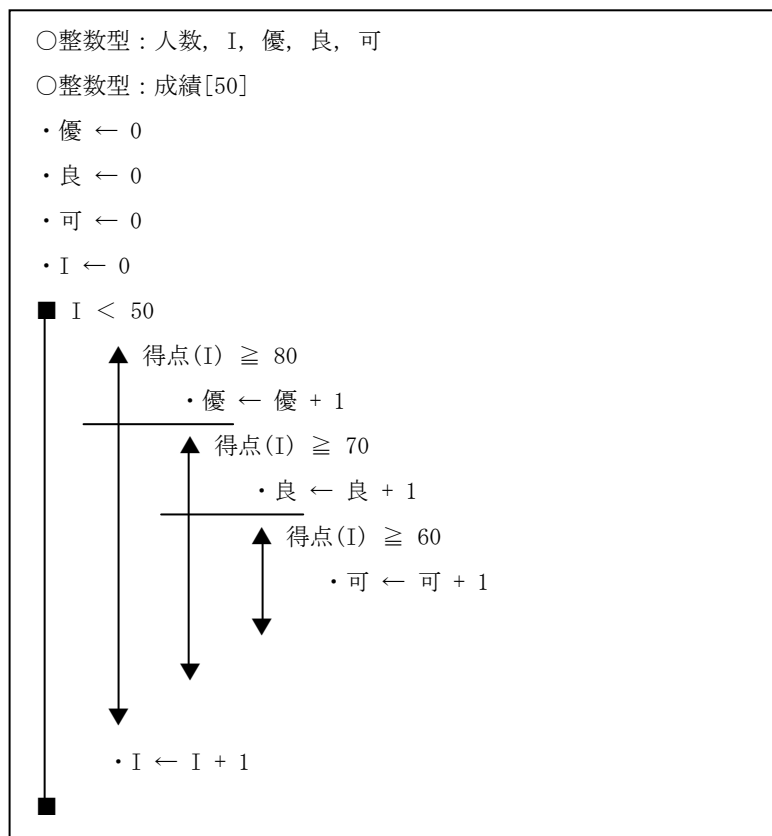 ○整数型：人数, I, 優, 良, 可
○整数型：成績[50]
・優 ← 0
・良 ← 0
・可 ← 0
・I ← 0
■ I < 50
▲ 得点(I) ≧ 80
・優 ← 優 + 1
▲ 得点(I) ≧ 70
・良 ← 良 + 1
▲ 得点(I) ≧ 60
・可 ← 可 + 1
・I ← I + 1